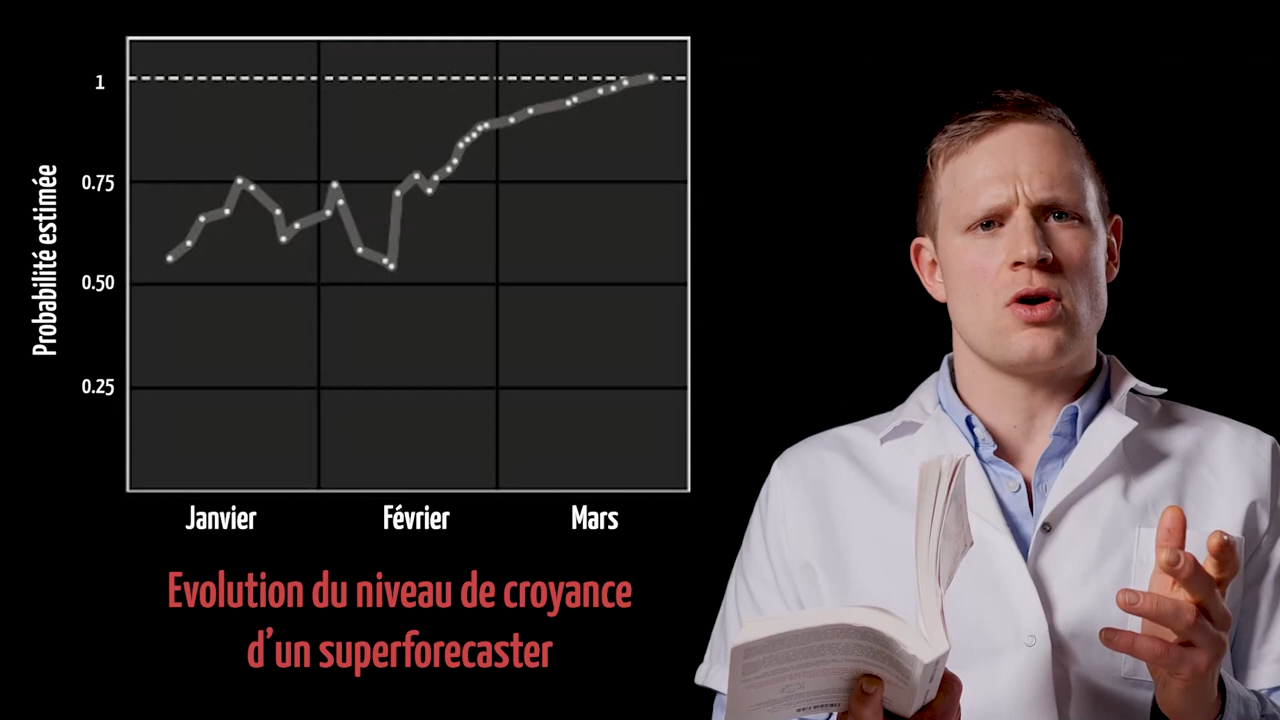 1
0.75
0.50
0.25
Probabilité estimée
Janvier Février Mars
Evolution du niveau de croyance
d'un superforecaster